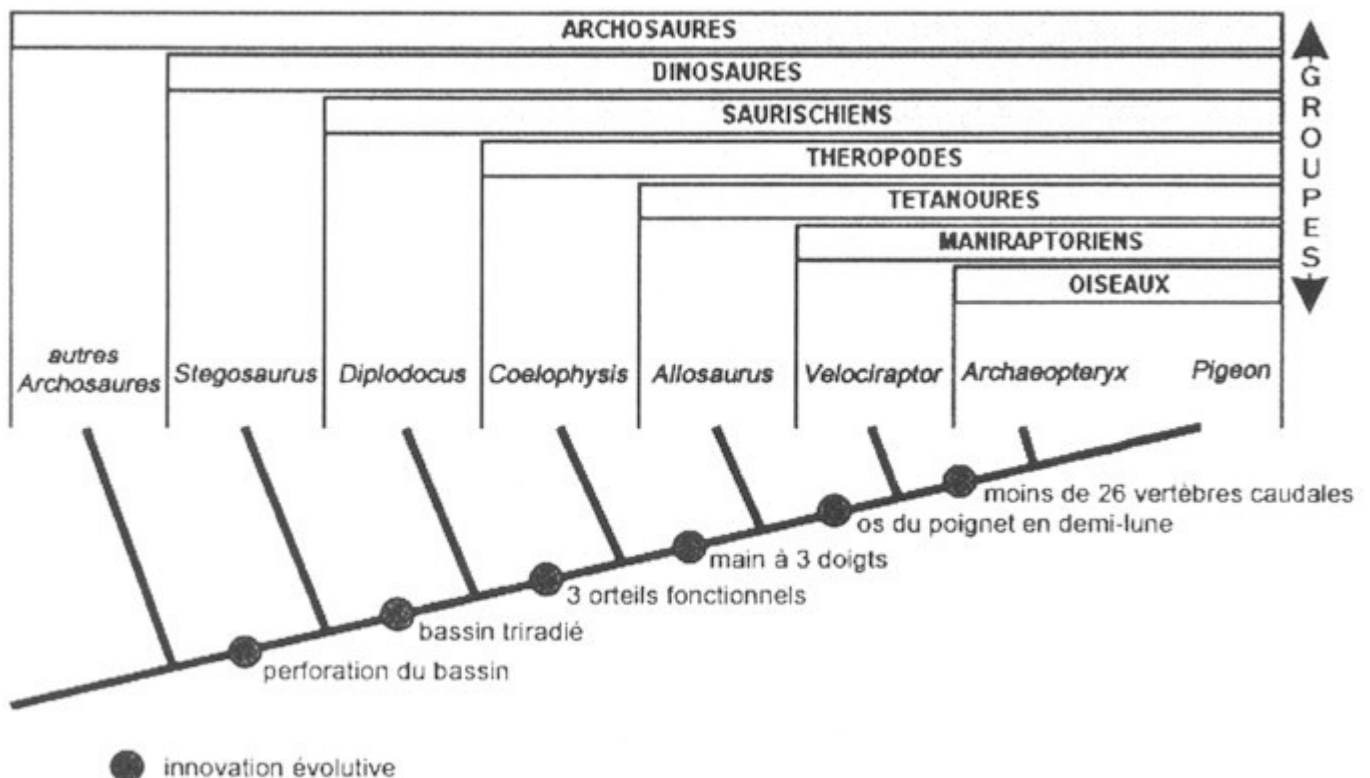 ARCHOSAURES
DINOSAURES
SAURISCHIENS
THEROPODES
TETANOURES
MANIRAPTORIENS
OISEAUX
GROUPES
autres
Archosaures
Stegosaurus
Diplodocus
Coelophysis
Allosaurus
Velociraptor
Archaeopteryx
Pigeon
moins de 26 vertèbres caudales
os du poignet en demi-lune
main à 3 doigts
3 orteils fonctionnels
bassin triradié
perforation du bassin
innovation évolutive